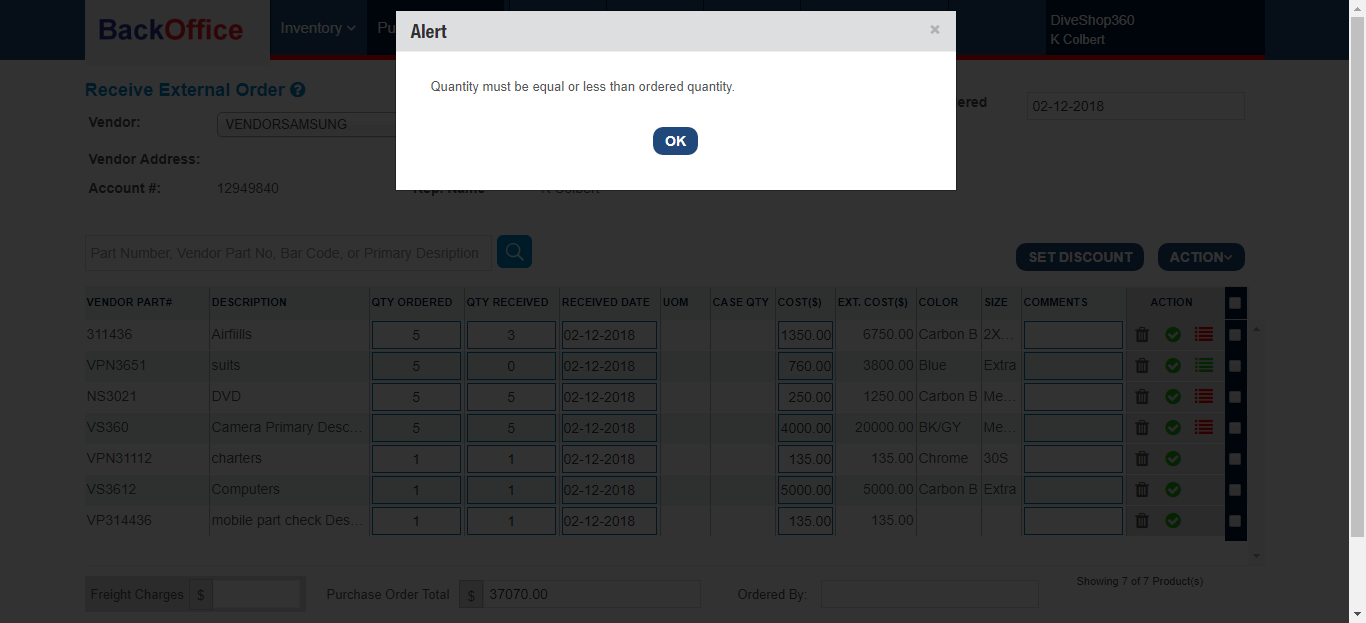 BackOffice
Inventory
Pu
DiveShop360
K Colbert
Alert
×
Quantity must be equal or less than ordered quantity.
OK
Receive External Order ?
ered
02-12-2018
Vendor:
VENDORSAMSUNG
Vendor Address:
Account #:
12949840
Rep. Name
K Colbert
Part Number, Vendor Part No, Bar Code, or Primary Desription
SET DISCOUNT
ACTION
VENDOR PART# DESCRIPTION QTY ORDERED QTY RECEIVED RECEIVED DATE UOM CASE QTY COST($) EXT. COST($) COLOR SIZE COMMENTS ACTION
311436 Airfiills 5 3 02-12-2018 1350.00 6750.00 Carbon B 2X...
VPN3651 suits 5 0 02-12-2018 760.00 3800.00 Blue Extra
NS3021 DVD 5 5 02-12-2018 250.00 1250.00 Carbon B Me...
VS360 Camera Primary Desc... 5 5 02-12-2018 4000.00 20000.00 BK/GY Me...
VPN31112 charters 1 1 02-12-2018 135.00 135.00 Chrome 30S
VS3612 Computers 1 1 02-12-2018 5000.00 5000.00 Carbon B Extra
VP314436 mobile part check Des... 1 1 02-12-2018 135.00 135.00
Freight Charges $
Purchase Order Total $ 37070.00
Ordered By:
Showing 7 of 7 Product(s)